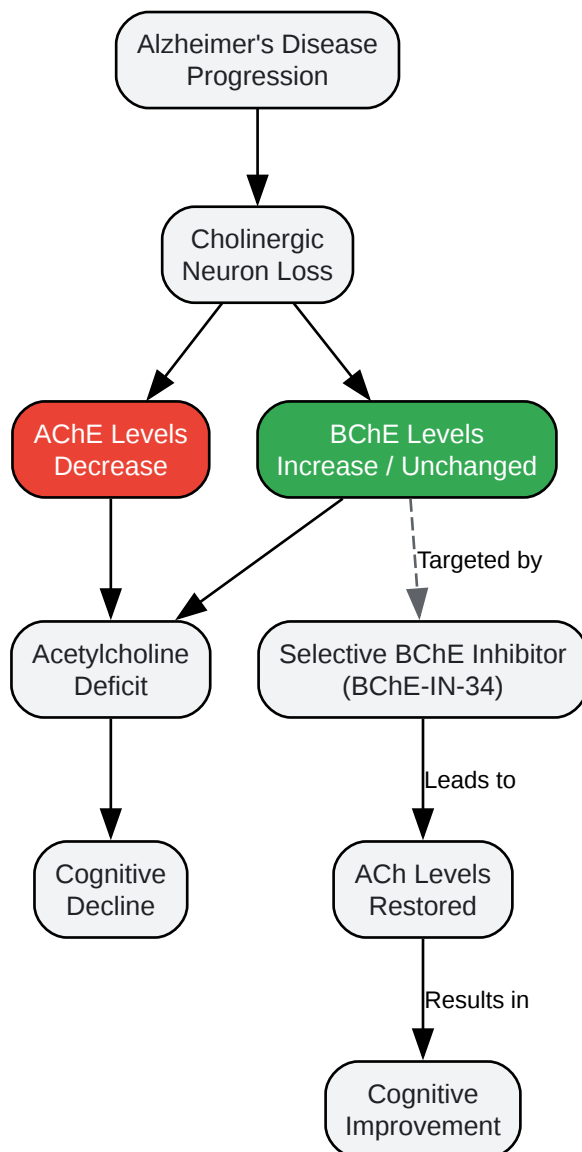 Alzheimer's Disease
Progression
Cholinergic
Neuron Loss
AChE Levels
Decrease
BChE Levels
Increase / Unchanged
Targeted by
Acetylcholine
Deficit
Selective BChE Inhibitor
(BChE-IN-34)
Leads to
Cognitive
Decline
ACh Levels
Restored
Results in
Cognitive
Improvement